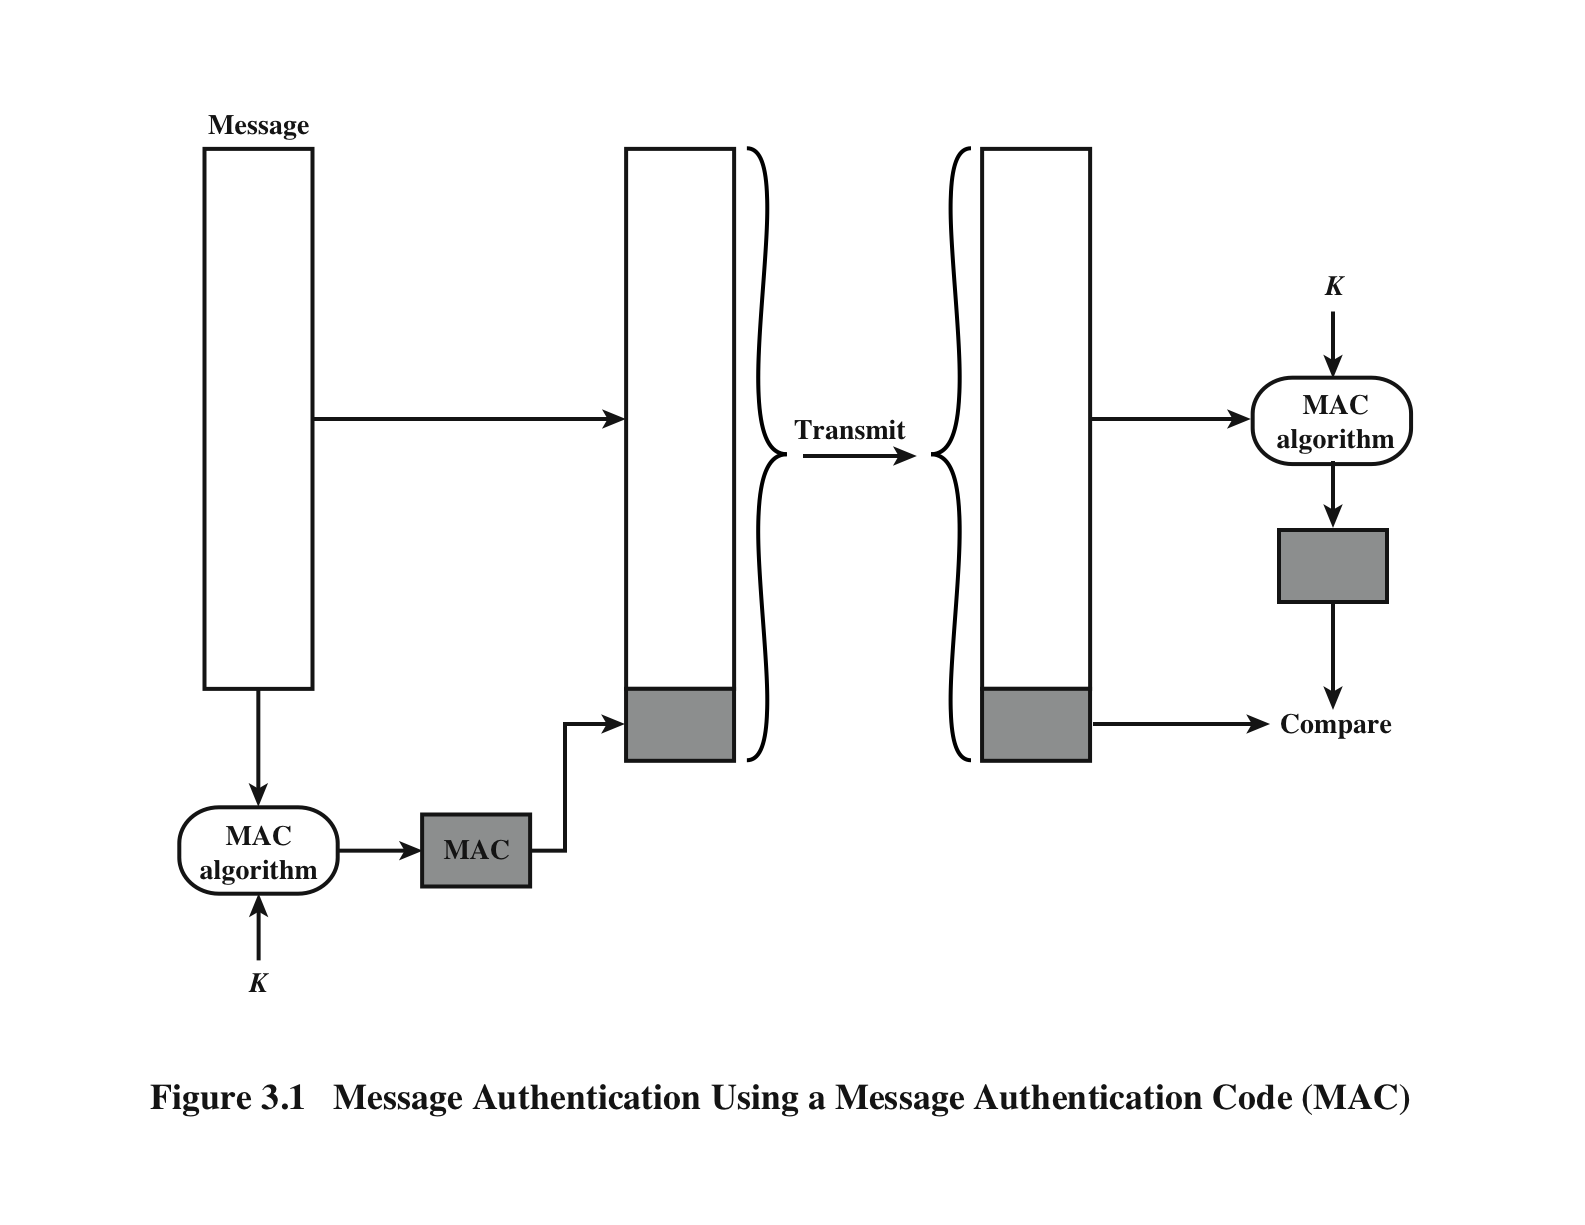 Message
K
MAC
algorithm
Transmit
Compare
MAC
algorithm
MAC
K
Figure 3.1 Message Authentication Using a Message Authentication Code (MAC)